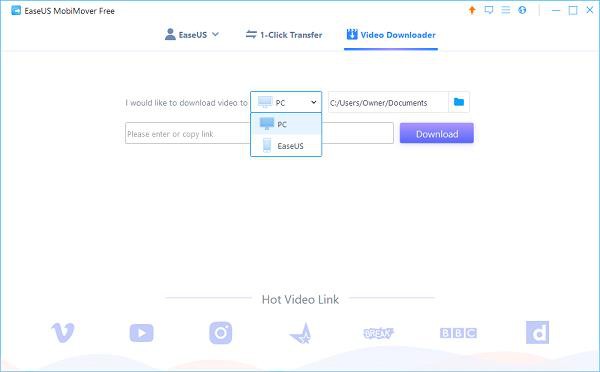 EaseUS MobiMover Free
EaseUS 1-Click Transfer Video Downloader
I would like to download video to PC C:/Users/Owner/Documents
PC
Please enter or copy link Download
EaseUS
Hot Video Link
BREAK BBC d